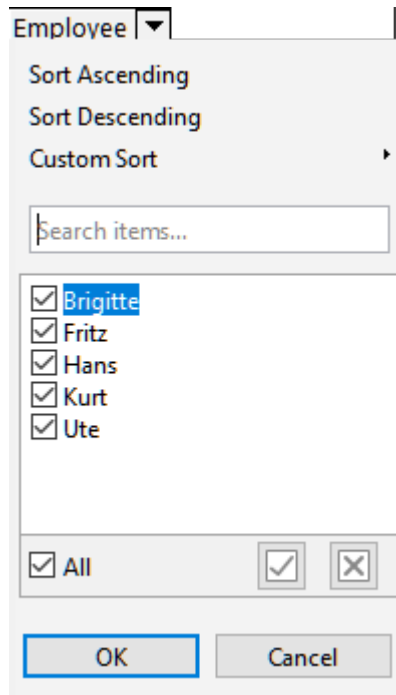 Employee
Sort Ascending
Sort Descending
Custom Sort
Search items...
Brigitte
Fritz
Hans
Kurt
Ute
All
OK
Cancel